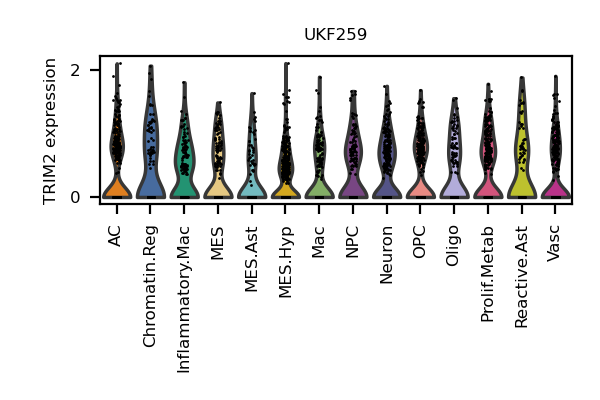 UKF259
TRIM2 expression
2
0
AC
Chromatin.Reg
Inflammatory.Mac
MES
MES.Ast
MES.Hyp
Mac
NPC
Neuron
OPC
Oligo
Prolif.Metab
Reactive.Ast
Vasc